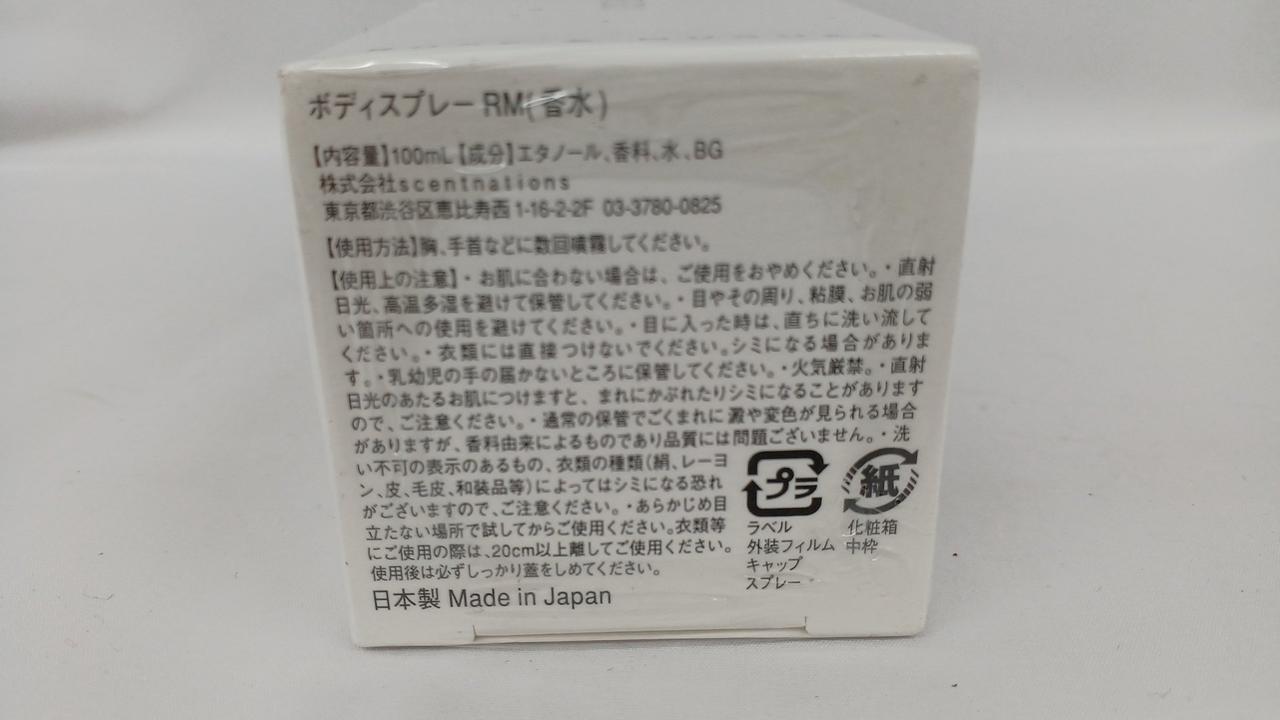 ボディスプレー RM(香水)
【内容量】100mL【成分】エタノール、香料、水、BG
株式会社scentnations
東京都渋谷区恵比寿西 1-16-2-2F 03-3780-0825
【使用方法】胸、手首などに数回噴霧してください。
【使用上の注意】・お肌に合わない場合は、ご使用をおやめください。・直射
日光、高温多湿を避けて保管してください。・目やその周り、粘膜、お肌の弱
い箇所への使用を避けてください。・目に入った時は、直ちに洗い流して
ください。・衣類には直接つけないでください。シミになる場合がありま
す。・乳幼児の手の届かないところに保管してください。・火気厳禁。・直射
日光のあたるお肌につけますと、まれにかぶれたりシミになることがあります
ので、ご注意ください。・通常の保管でごくまれに澱や変色が見られる場合
がありますが、香料由来によるものであり品質には問題ございません。・洗
い不可の表示のあるもの、衣類の種類(絹、レーヨ
ン、皮、毛皮、和装品等)によってはシミになる恐れ
がございますので、ご注意ください。・あらかじめ目
立たない場所で試してからご使用ください。衣類等
にご使用の際は、20cm以上離してご使用ください。
使用後は必ずしっかり蓋をしめてください。
日本製 Made in Japan
プラ
ラベル
外装フィルム
キャップ
スプレー
紙
化粧箱
中枠